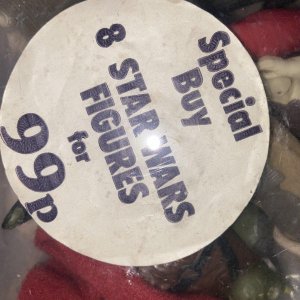 Special
Buy
8 STAR WARS
FIGURES
for
99p